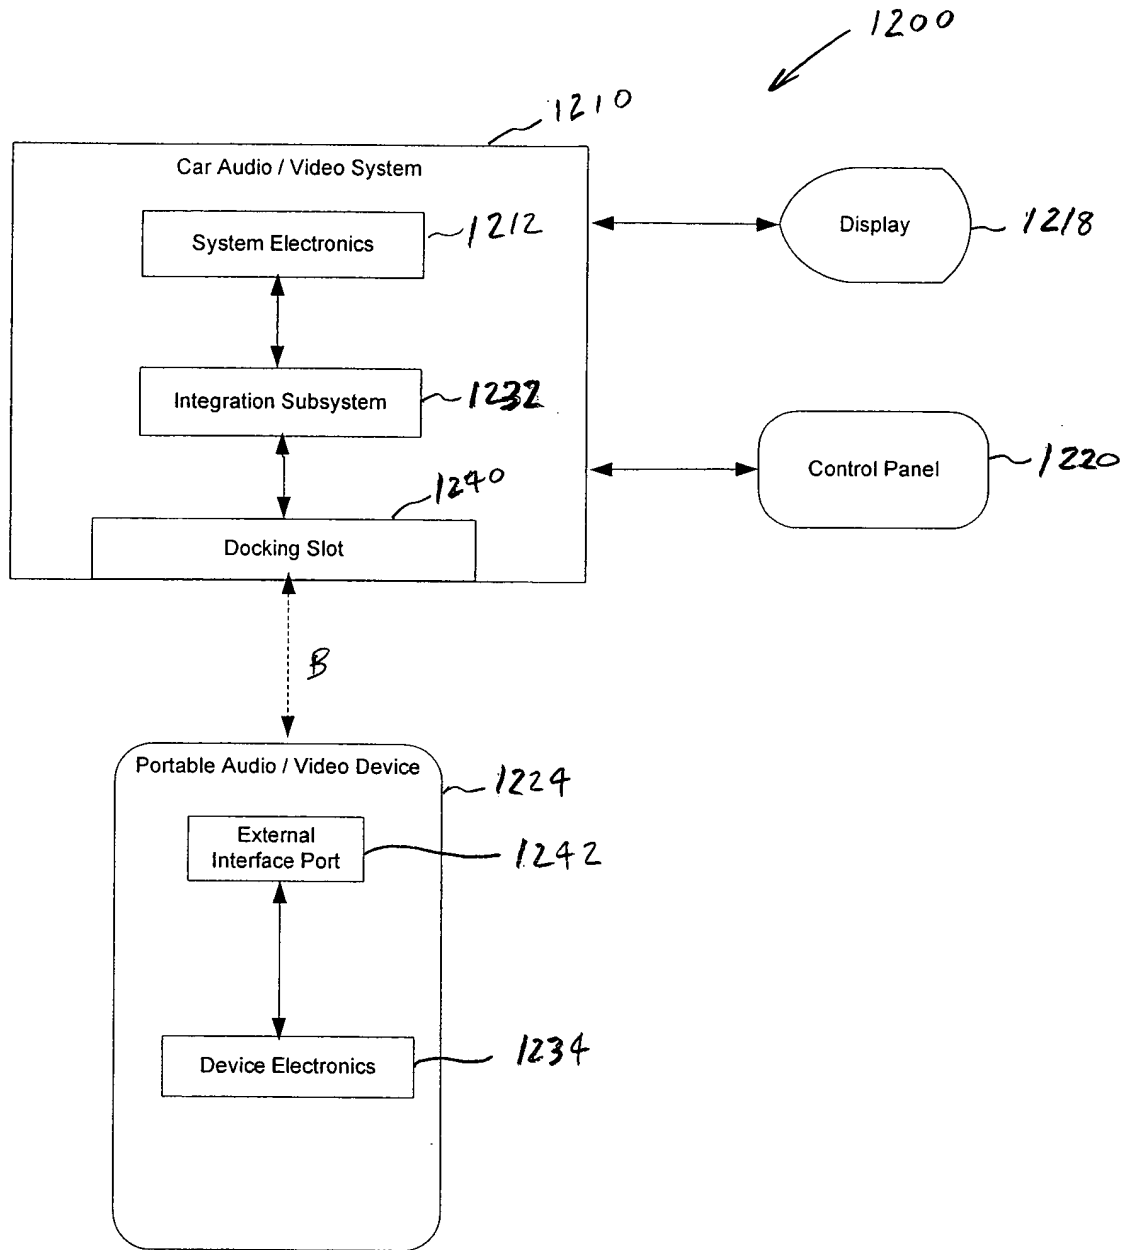 1200
1210
Car Audio / Video System
1212
System Electronics
Display
1218
1232
Integration Subsystem
Control Panel
1220
1240
Docking Slot
B
Portable Audio / Video Device
1224
External
Interface Port
1242
Device Electronics
1234